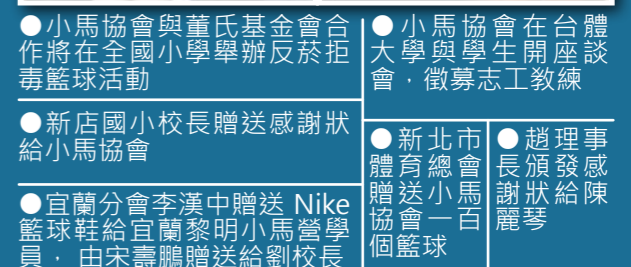 ●小馬協會與董氏基金會合
作將在全國小學舉辦反菸拒
毒籃球活動
●新店國小校長贈送感謝狀
給小馬協會
●宜蘭分會李漢中贈送 Nike
籃球鞋給宜蘭黎明小馬營學
員，由宋壽鵬贈送給劉校長
●小馬協會在台體
大學與學生開座談
會，徵募志工教練
●新北市
體育總會
贈送小馬
協會一百
個籃球
●趙理事
長頒發感
謝狀給陳
麗琴